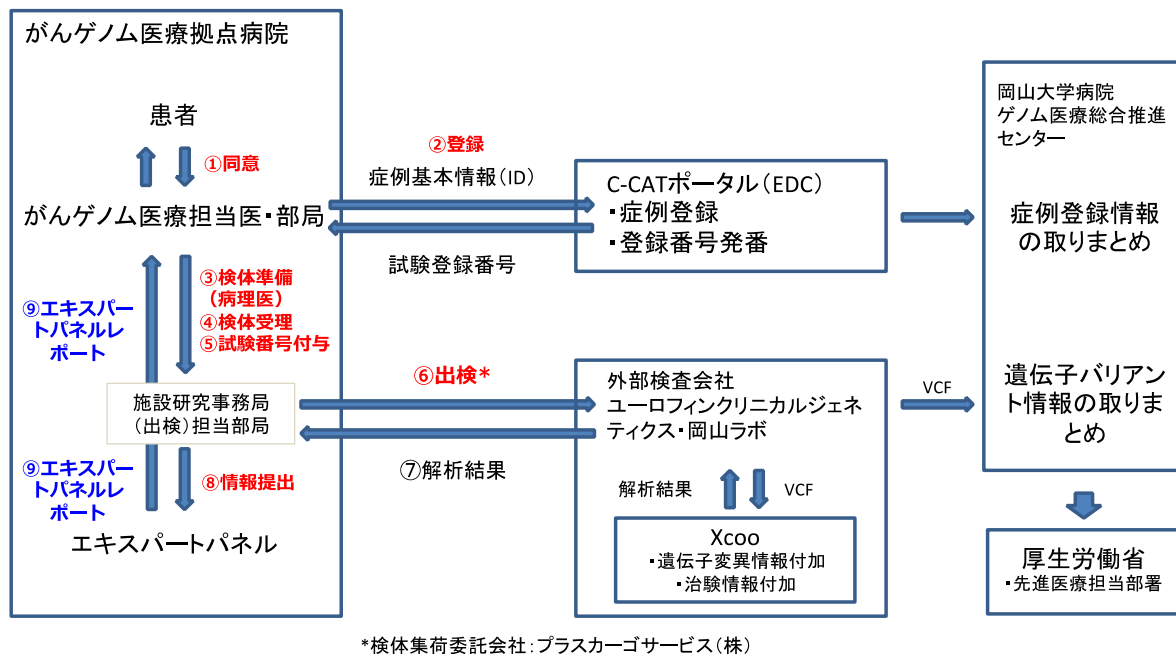 がんゲノム医療拠点病院
患者
①同意
がんゲノム医療担当医・部局
③検体準備
(病理医)
④検体受理
⑤試験番号付与
⑨エキスパー
トパネルレ
ポート
施設研究事務局
(出検)担当部局
⑨エキスパー
トパネルレ
ポート
⑧情報提出
エキスパートパネル
②登録
症例基本情報(ID)
試験登録番号
C-CATポータル(EDC)
・症例登録
・登録番号発番
⑥出検*
⑦解析結果
外部検査会社
ユーロフィンクリニカルジェネ
ティクス・岡山ラボ
解析結果
VCF
Xcoo
・遺伝子変異情報付加
・治験情報付加
VCF
岡山大学病院
ゲノム医療総合推進
センター
症例登録情報
の取りまとめ
遺伝子バリアン
ト情報の取りま
とめ
厚生労働省
・先進医療担当部署
*検体集荷委託会社:プラスカーゴサービス(株)